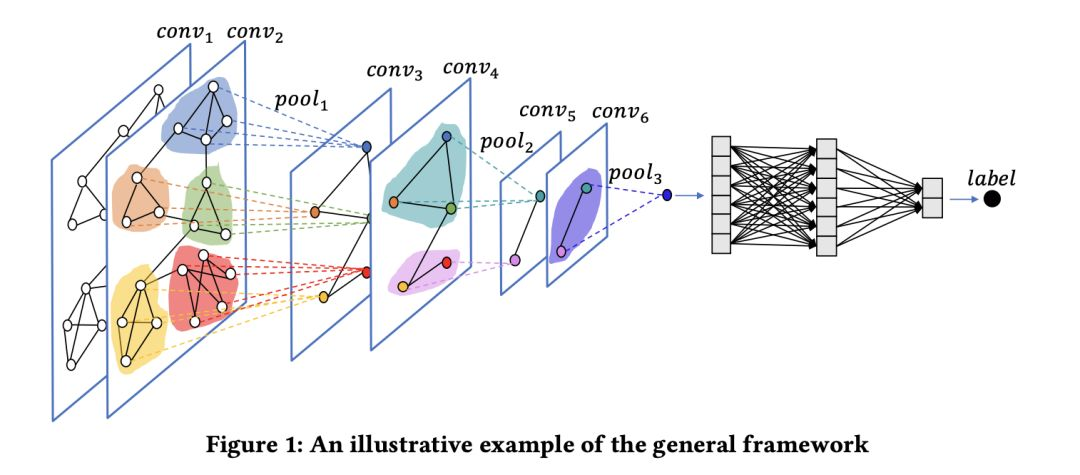 conv₁ conv₂
conv₃ conv₄
pool₁
conv₅ conv₆
pool₂
pool₃
label
Figure 1: An illustrative example of the general framework